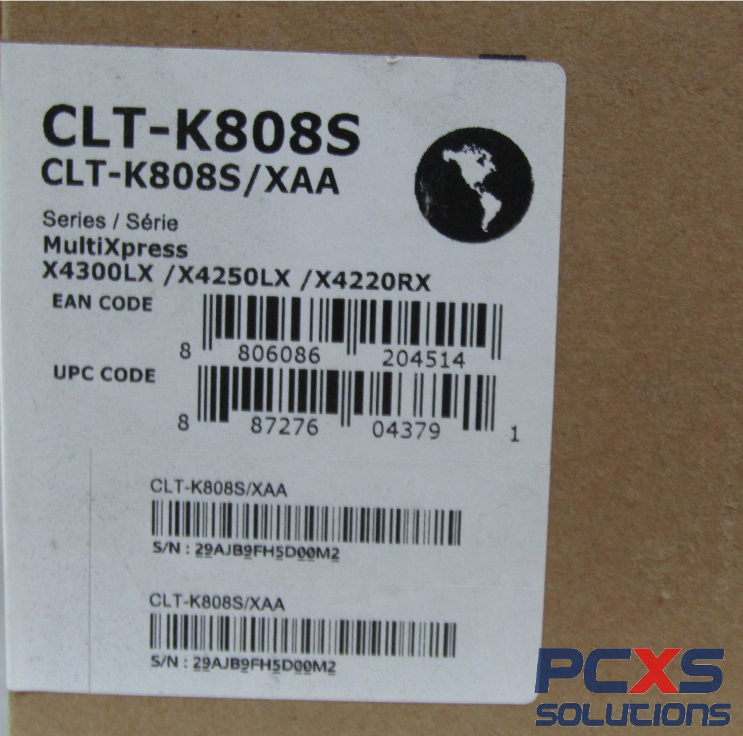 CLT-K808S
CLT-K808S/XAA
Series / Série
MultiXpress
X4300LX /X4250LX /X4220RX
EAN CODE
8 806086 204514
UPC CODE
8 87276 04379 1
CLT-K808S/XAA
S/N : 29AJB9FH5D00M2
CLT-K808S/XAA
S/N : 29AJB9FH5D00M2
PCXS
SOLUTIONS